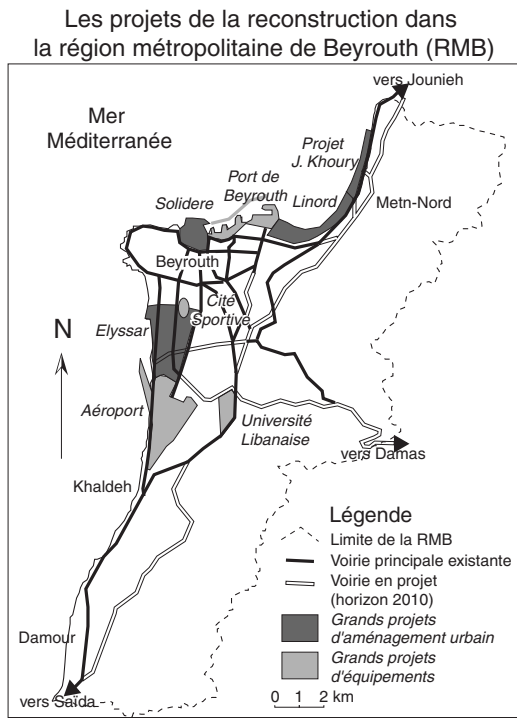 Les projets de la reconstruction dans
la région métropolitaine de Beyrouth (RMB)
vers Jounieh
Mer
Méditerranée
Projet
J. Khoury
Port de
Beyrouth
Solidere
Linord
Metn-Nord
Beyrouth
Cité
Sportive
N
Elyssar
Aéroport
Université
Libanaise
vers Damas
Khaldeh
Légende
Limite de la RMB
Voirie principale existante
Voirie en projet
(horizon 2010)
Grands projets
d'aménagement urbain
Grands projets
d'équipements
Damour
vers Saïda
0 1 2 km